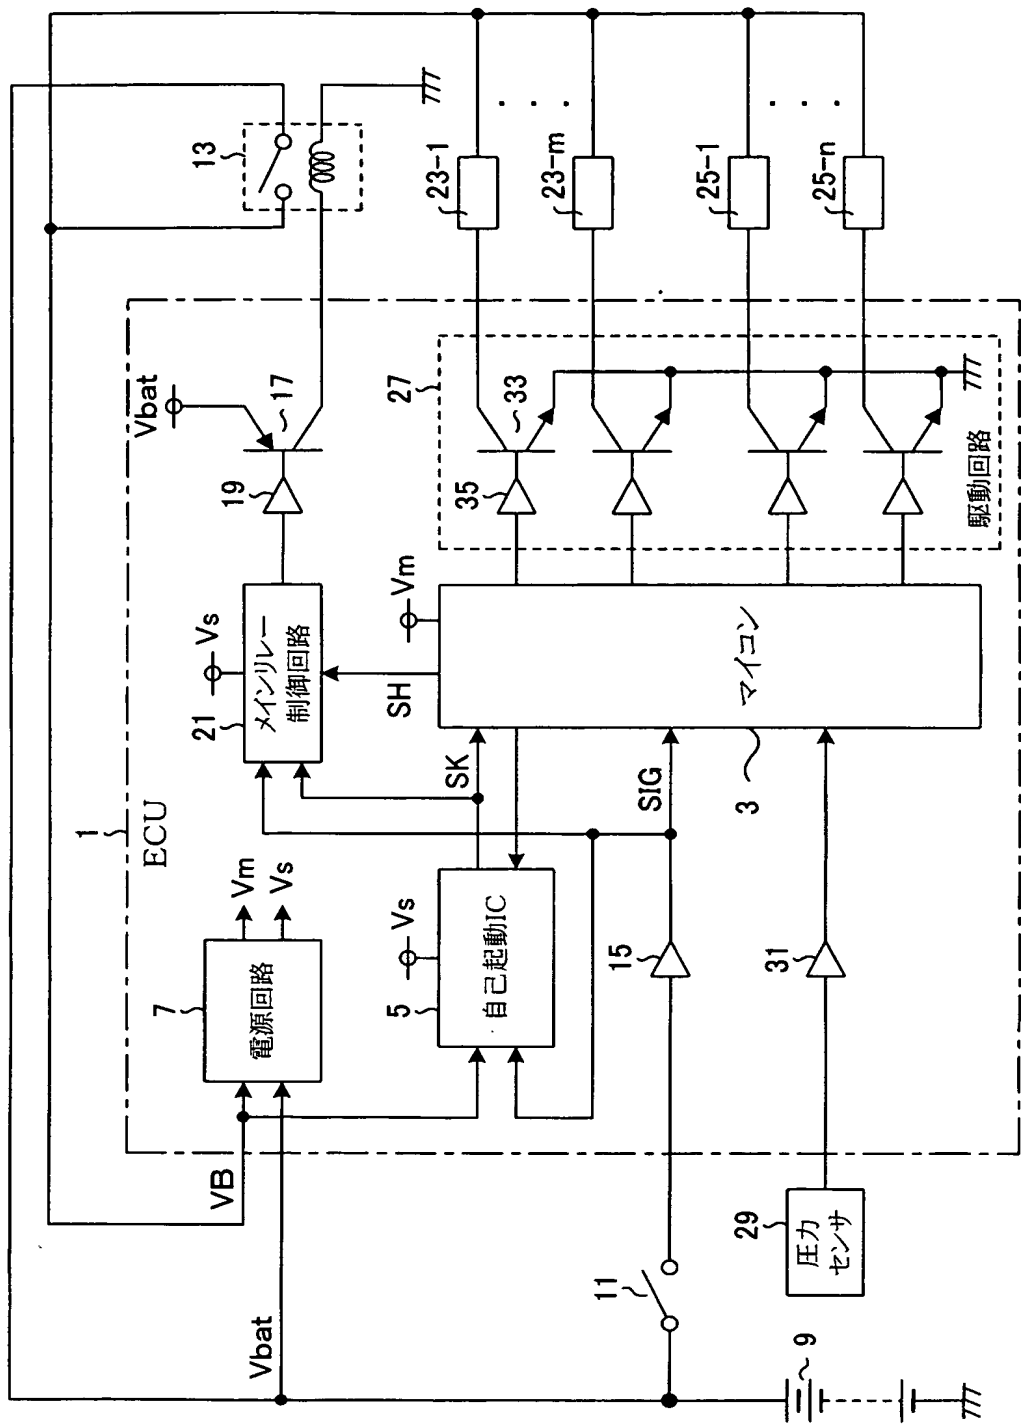 1
ECU
Vbat
VB
7
電源回路
Vm
Vs
5
自己起動IC
Vs
21
メインリレー
制御回路
Vs
19
17
Vbat
13
SK
SH
SIG
Vm
マイコン
3
27
35
33
駆動回路
23-1
23-m
25-1
25-n
15
11
31
29
圧力
センサ
9